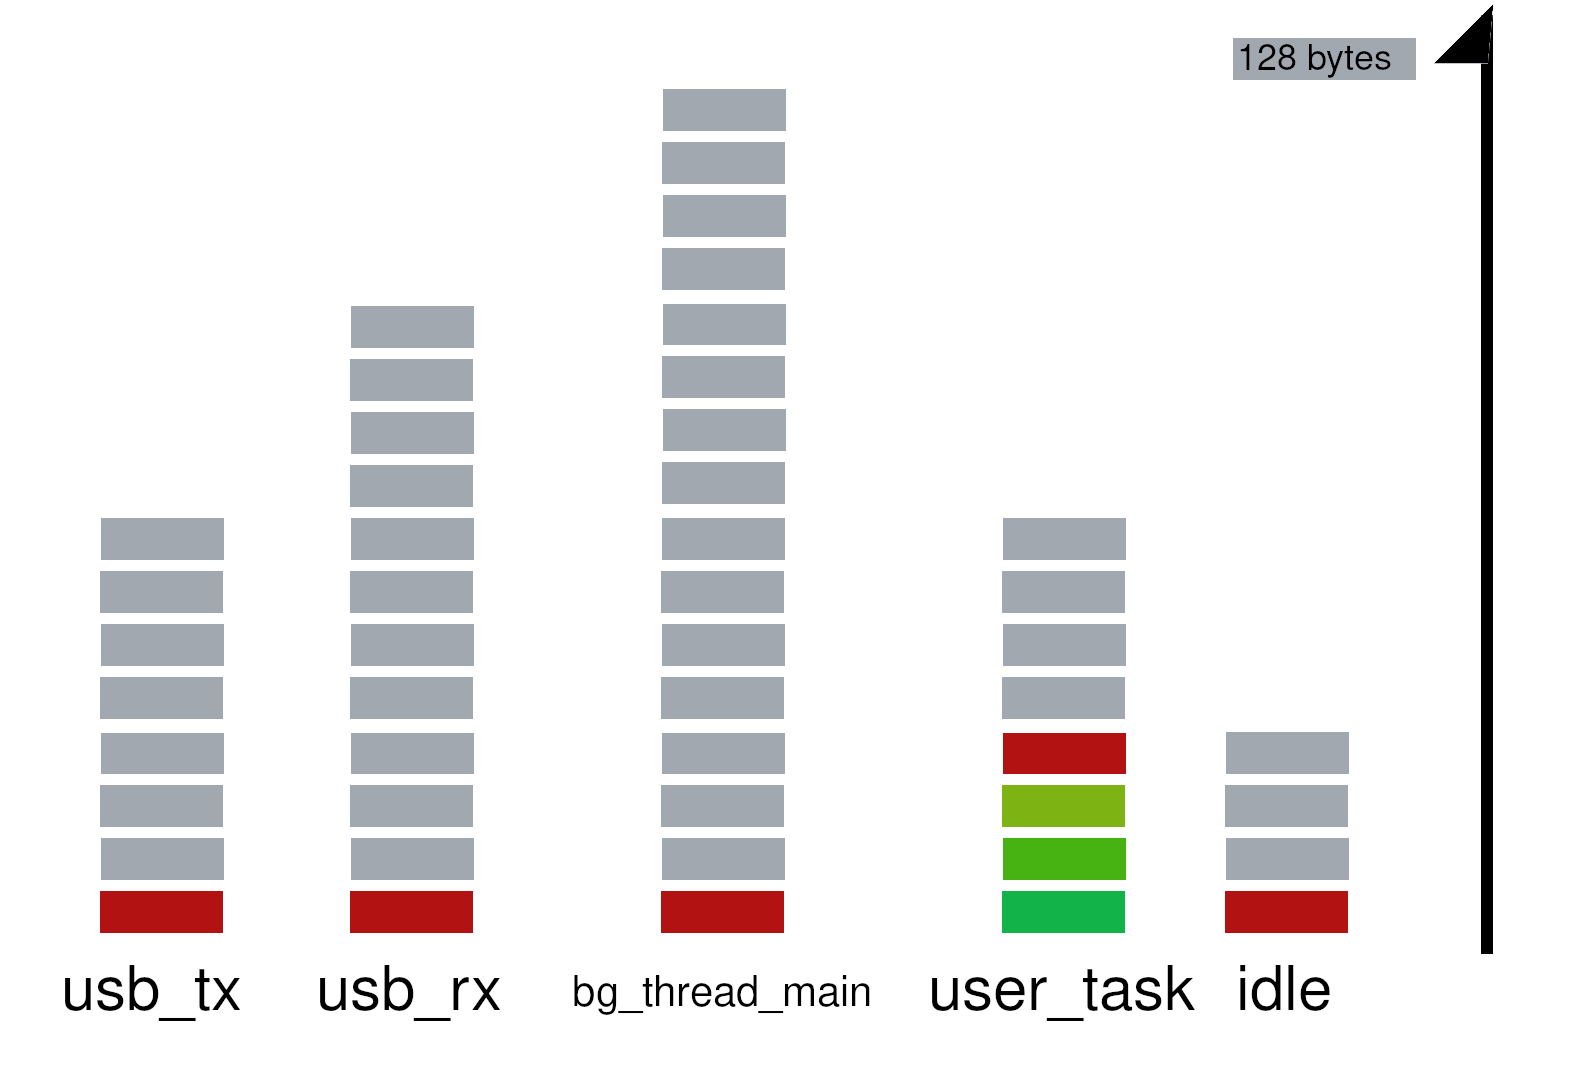 128 bytes
usb_tx
usb_rx
bg_thread_main
user_task
idle